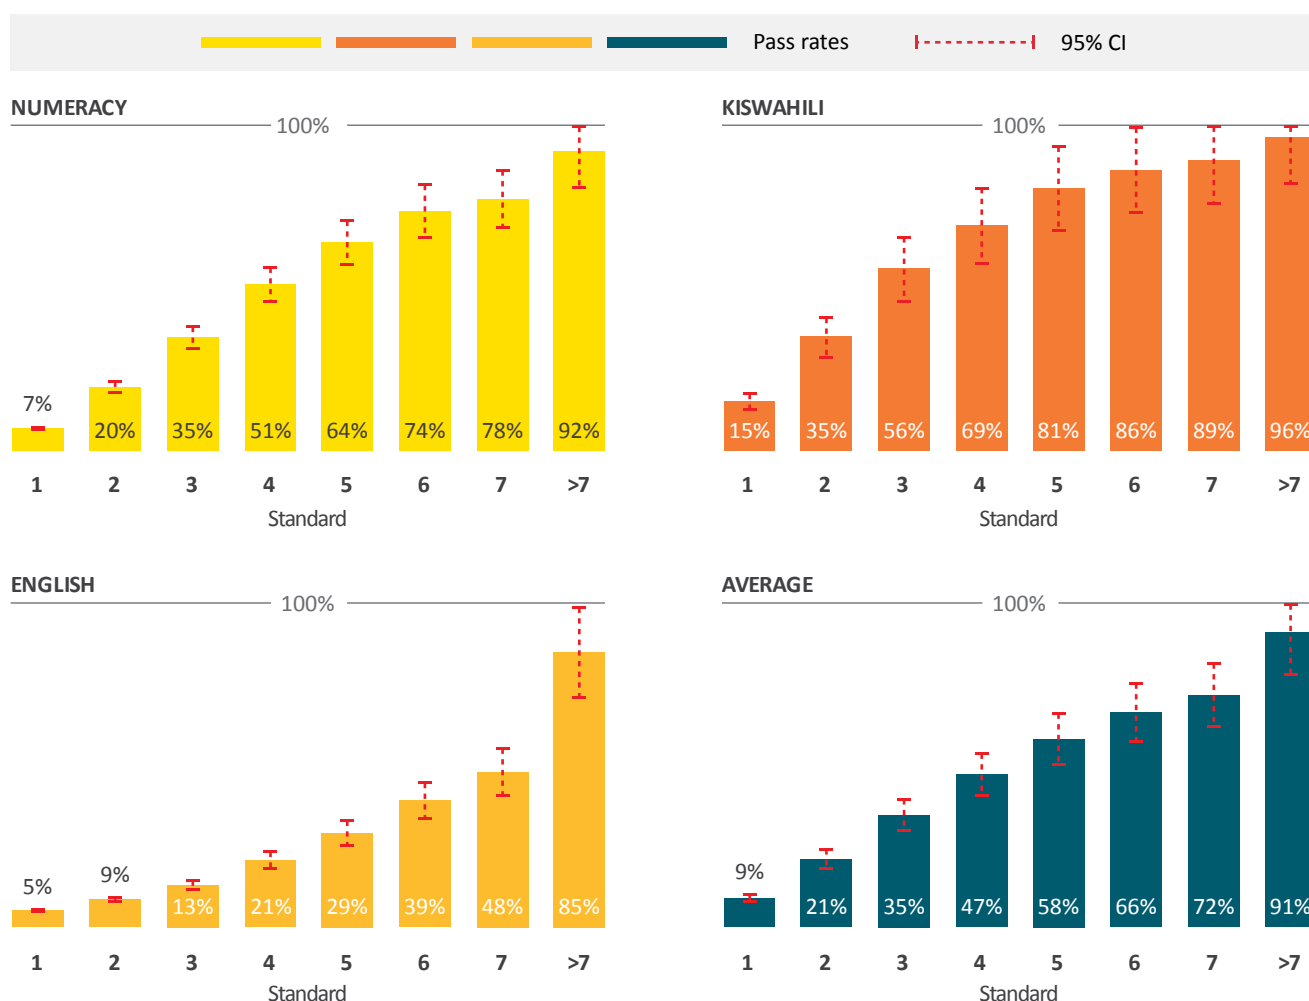 Pass rates 95% CI
NUMERACY
100%
7% 20% 35% 51% 64% 74% 78% 92%
1 2 3 4 5 6 7 >7
Standard
KISWAHILI
100%
15% 35% 56% 69% 81% 86% 89% 96%
1 2 3 4 5 6 7 >7
Standard
ENGLISH
100%
5% 9% 13% 21% 29% 39% 48% 85%
1 2 3 4 5 6 7 >7
Standard
AVERAGE
100%
9% 21% 35% 47% 58% 66% 72% 91%
1 2 3 4 5 6 7 >7
Standard